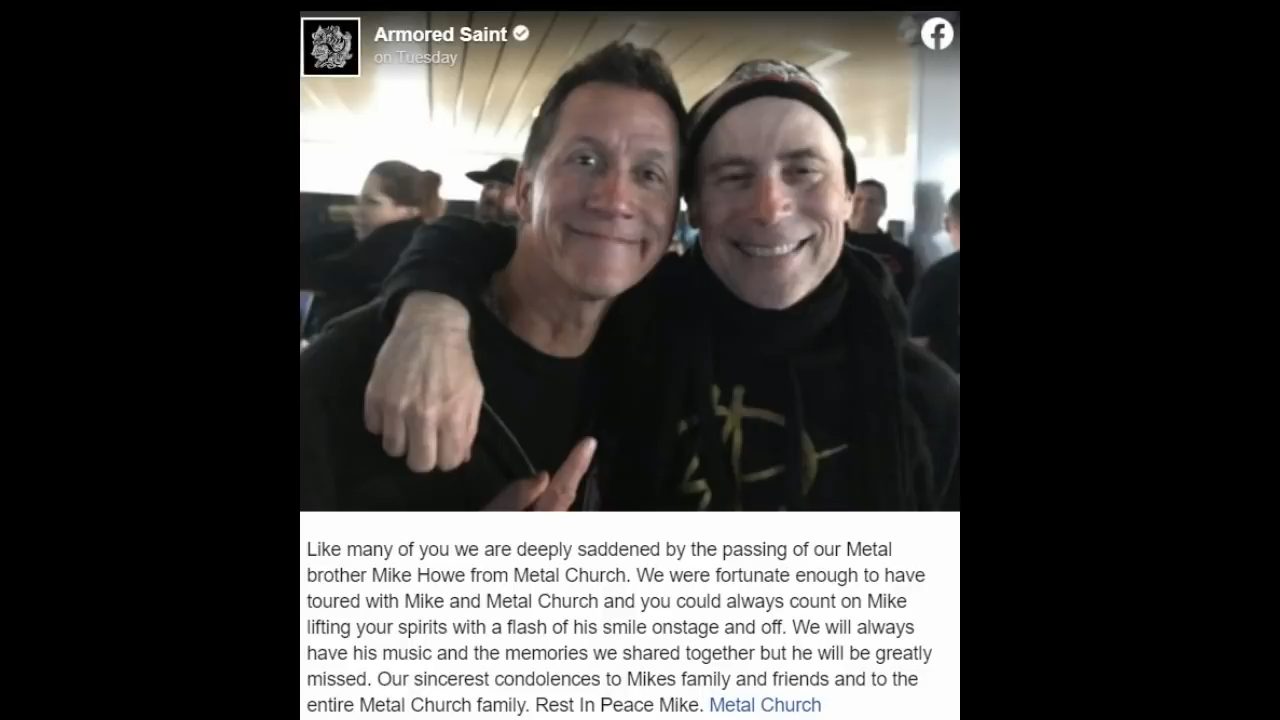 Armored Saint
on Tuesday
Like many of you we are deeply saddened by the passing of our Metal
brother Mike Howe from Metal Church. We were fortunate enough to have
toured with Mike and Metal Church and you could always count on Mike
lifting your spirits with a flash of his smile onstage and off. We will always
have his music and the memories we shared together but he will be greatly
missed. Our sincerest condolences to Mikes family and friends and to the
entire Metal Church family. Rest In Peace Mike. Metal Church